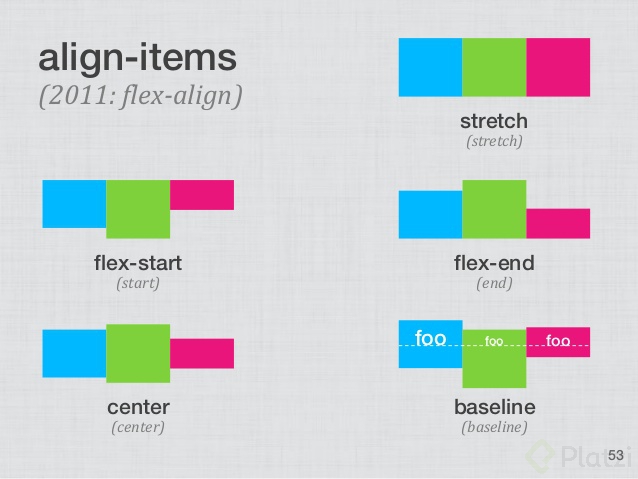 align-items
(2011: flex-align)
stretch
(stretch)
flex-start
(start)
flex-end
(end)
center
(center)
foo foo foo
baseline
(baseline)
Platzi
53